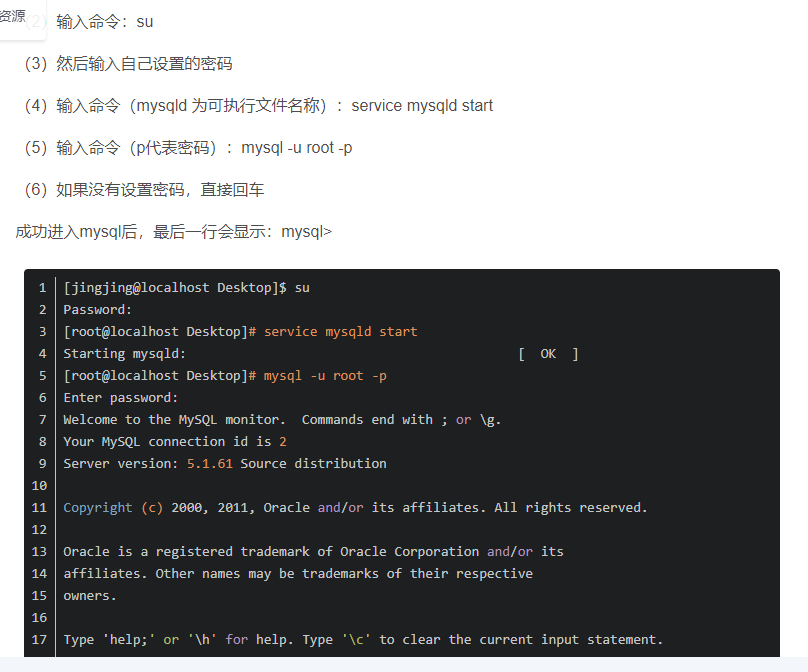 资源
（2）输入命令：su
（3）然后输入自己设置的密码
（4）输入命令（mysqld 为可执行文件名称）：service mysqld start
（5）输入命令（p代表密码）：mysql -u root -p
（6）如果没有设置密码，直接回车
成功进入mysql后，最后一行会显示：mysql>
1 [jingjing@localhost Desktop]$ su
2 Password:
3 [root@localhost Desktop]# service mysqld start
4 Starting mysqld: [ OK ]
5 [root@localhost Desktop]# mysql -u root -p
6 Enter password:
7 Welcome to the MySQL monitor. Commands end with ; or \g.
8 Your MySQL connection id is 2
9 Server version: 5.1.61 Source distribution
10
11 Copyright (c) 2000, 2011, Oracle and/or its affiliates. All rights reserved.
12
13 Oracle is a registered trademark of Oracle Corporation and/or its
14 affiliates. Other names may be trademarks of their respective
15 owners.
16
17 Type 'help;' or '\h' for help. Type '\c' to clear the current input statement.